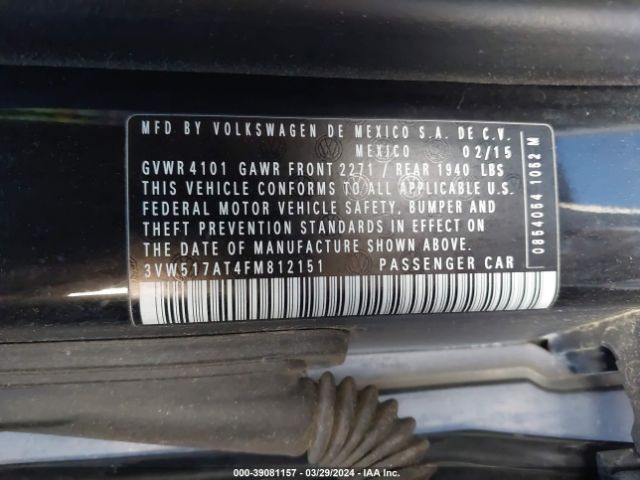 MFD BY VOLKSWAGEN DE MEXICO S.A. DE C.V.
MEXICO 02/15
GVWR 4101 GAWR FRONT 2271 / REAR 1940 LBS
THIS VEHICLE CONFORMS TO ALL APPLICABLE U.S.
FEDERAL MOTOR VEHICLE SAFETY, BUMPER AND
THEFT PREVENTION STANDARDS IN EFFECT ON
THE DATE OF MANUFACTURE SHOWN ABOVE.
3VW517AT4FM812151 PASSENGER CAR
0854054 1052 M
000-39081157 - 03/29/2024 - IAA Inc.